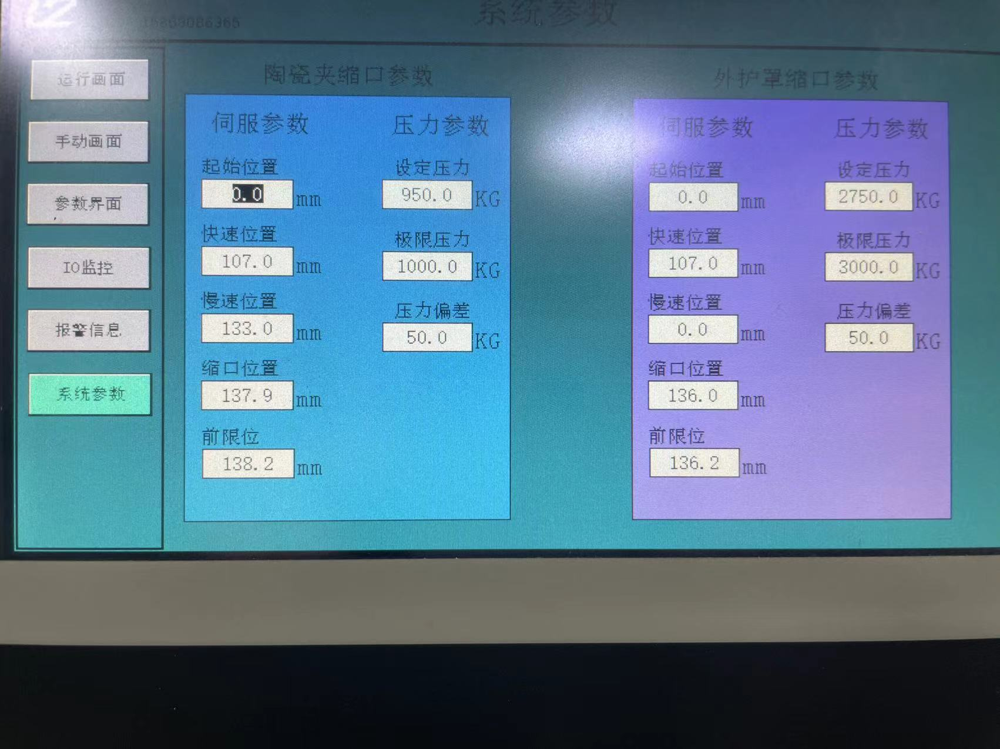 系统参数
运行画面
手动画面
参数界面
IO监控
报警信息
系统参数
陶瓷夹缩口参数
伺服参数
压力参数
起始位置
0.0 mm
设定压力
950.0 KG
快速位置
107.0 mm
极限压力
1000.0 KG
慢速位置
133.0 mm
压力偏差
50.0 KG
缩口位置
137.9 mm
前限位
138.2 mm
外护罩缩口参数
伺服参数
压力参数
起始位置
0.0 mm
设定压力
2750.0 KG
快速位置
107.0 mm
极限压力
3000.0 KG
慢速位置
0.0 mm
压力偏差
50.0 KG
缩口位置
136.0 mm
前限位
136.2 mm